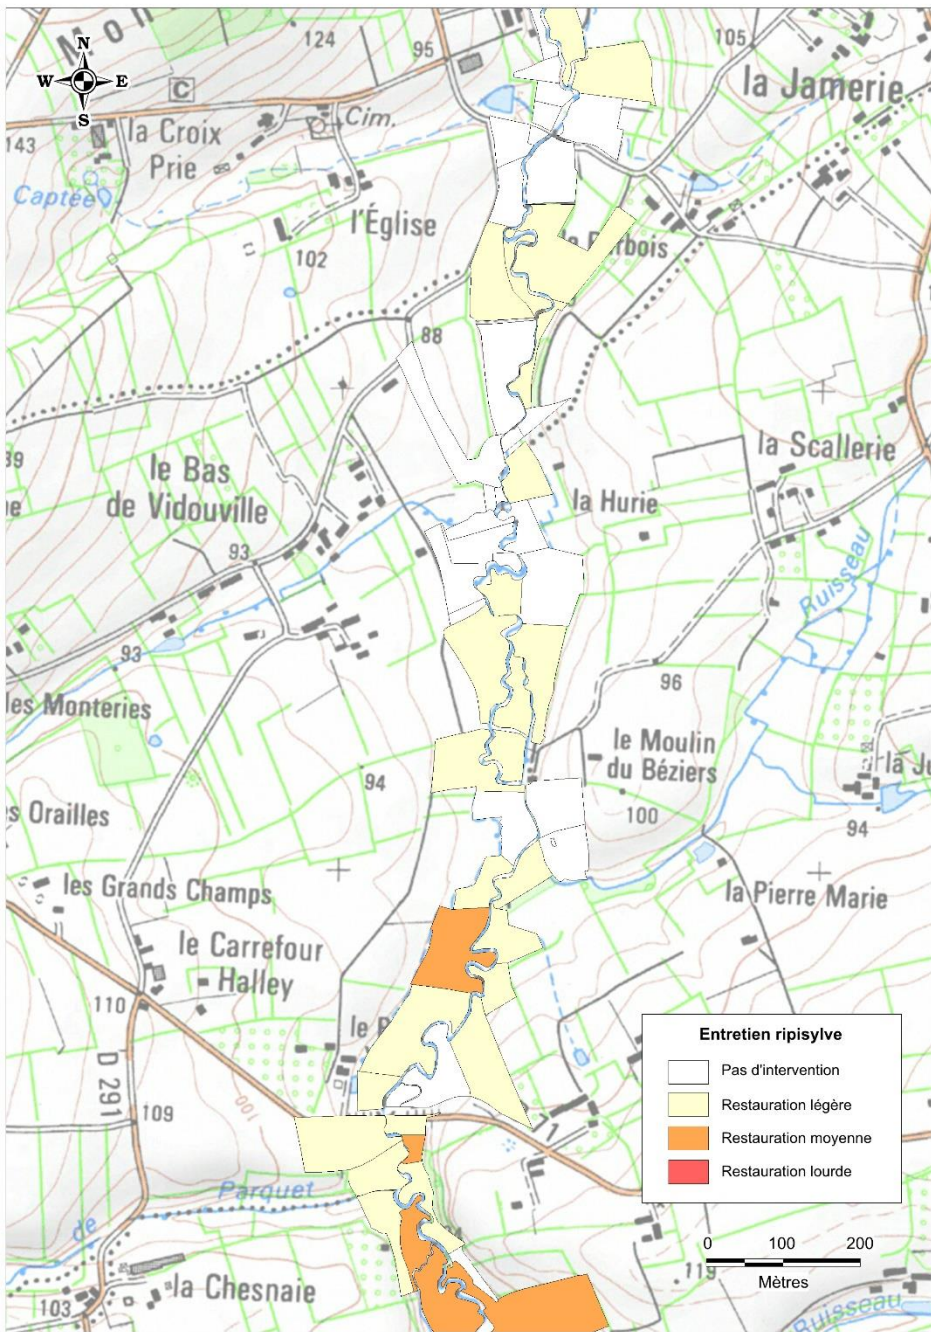 124
95
105
N
W E
S
C
la Jamerie
Cim.
la Croix
Prie
143
Captée
l'Église
102
88
la Scallerie
le Bas
de Vidouville
la Hurie
93
Ruisseau
93
96
les Monteries
le Moulin
du Béziers
94
100
94
les Grands Champs
la Pierre Marie
le Carrefour
Halley
110
D 291
109
100
Entretien ripisylve
Pas d'intervention
Restauration légère
Restauration moyenne
Restauration lourde
Parquet
de
0 100 200
Mètres
119
la Chesnaie
103
Ruisseau